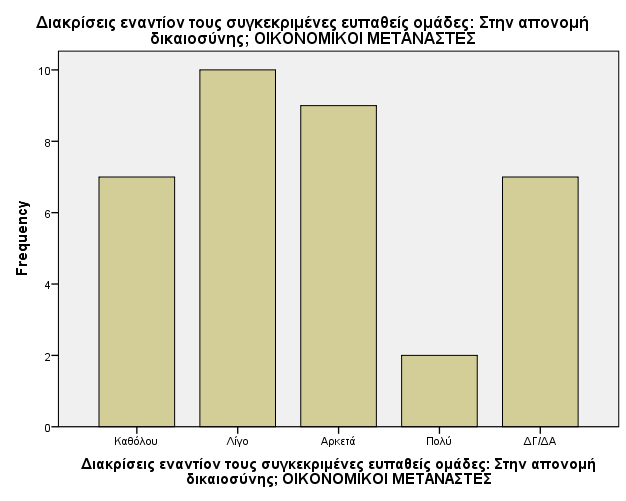 Διακρίσεις εναντίον τους συγκεκριμένες ευπαθείς ομάδες: Στην απονομή
δικαιοσύνης; ΟΙΚΟΝΟΜΙΚΟΙ ΜΕΤΑΝΑΣΤΕΣ
10
8
6
4
2
0
Frequency
Καθόλου Λίγο Αρκετά Πολύ ΔΓ/ΔΑ
Διακρίσεις εναντίον τους συγκεκριμένες ευπαθείς ομάδες: Στην απονομή
δικαιοσύνης; ΟΙΚΟΝΟΜΙΚΟΙ ΜΕΤΑΝΑΣΤΕΣ